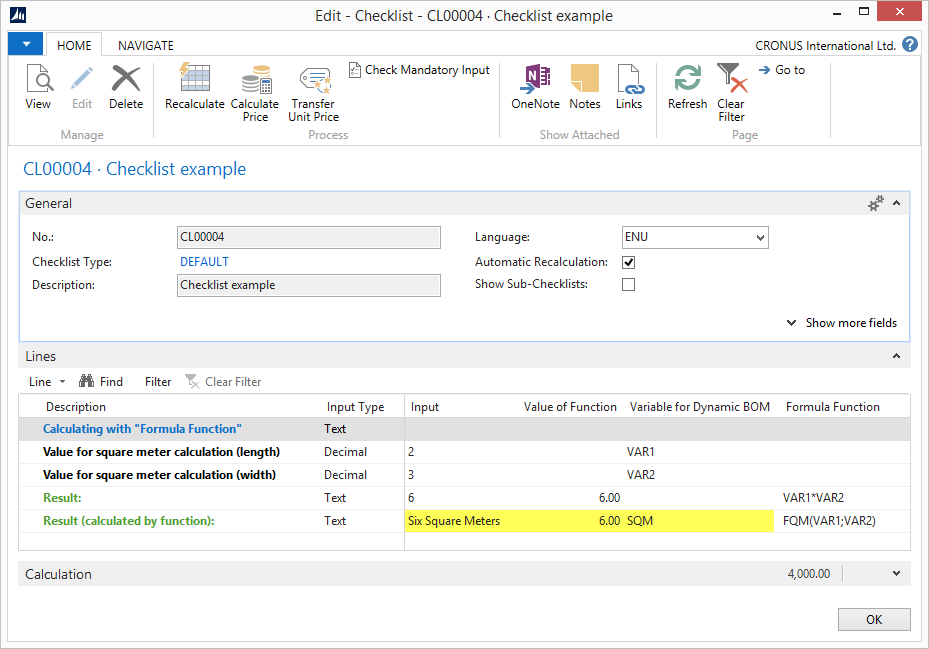 Edit - Checklist - CL00004 · Checklist example
HOME NAVIGATE CRONUS International Ltd. ?
View Edit Delete Recalculate Calculate Price Transfer Unit Price Check Mandatory Input OneNote Notes Links Refresh Clear Filter Go to
Manage Process Show Attached Page
CL00004 · Checklist example
General
No.: CL00004 Language: ENU
Checklist Type: DEFAULT Automatic Recalculation:
Description: Checklist example Show Sub-Checklists:
Show more fields
Lines
Line Find Filter Clear Filter
Description Input Type Input Value of Function Variable for Dynamic BOM Formula Function
Calculating with "Formula Function" Text
Value for square meter calculation (length) Decimal 2 VAR1
Value for square meter calculation (width) Decimal 3 VAR2
Result: Text 6 6.00 VAR1*VAR2
Result (calculated by function): Text Six Square Meters 6.00 SQM FQM(VAR1;VAR2)
Calculation 4,000.00
OK